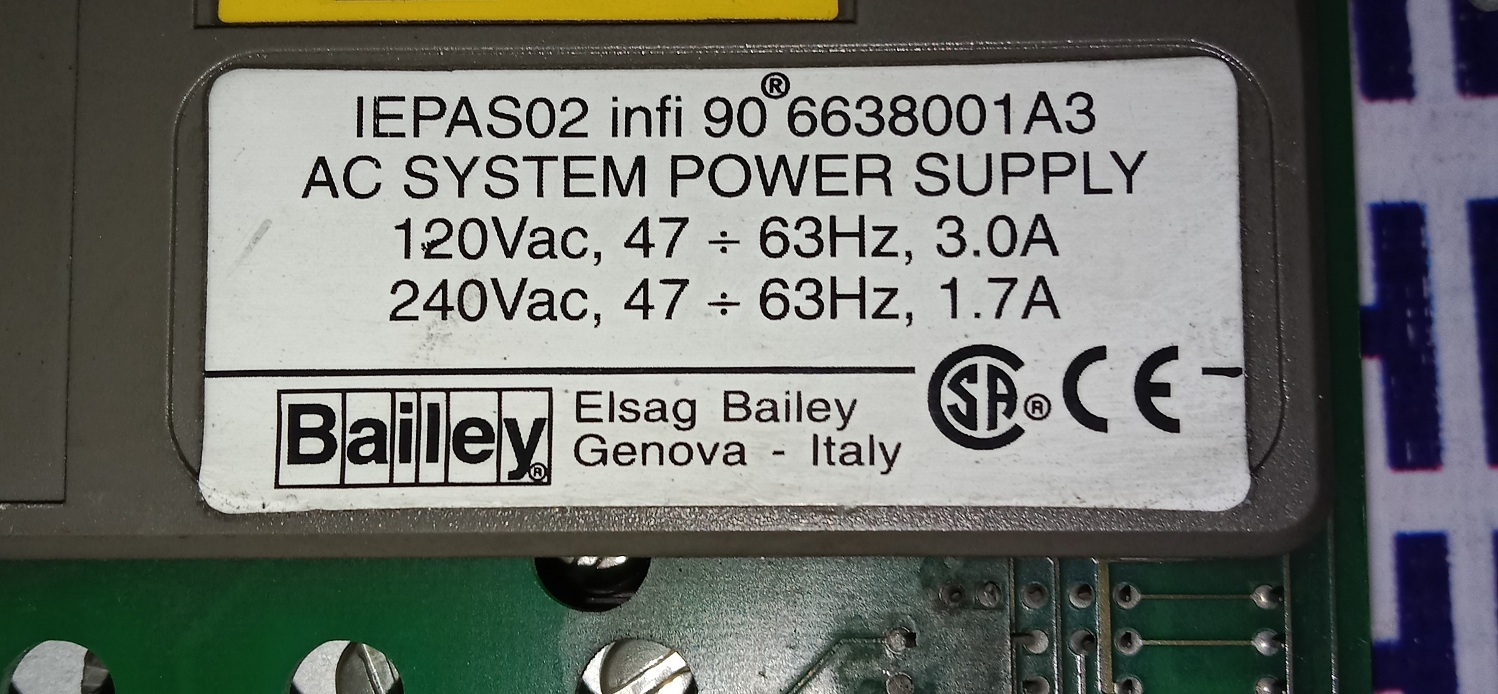 IEPAS02 infi 90® 6638001A3
AC SYSTEM POWER SUPPLY
120Vac, 47 ÷ 63Hz, 3.0A
240Vac, 47 ÷ 63Hz, 1.7A
Bailey®
Elsag Bailey
Genova - Italy
SA® CE